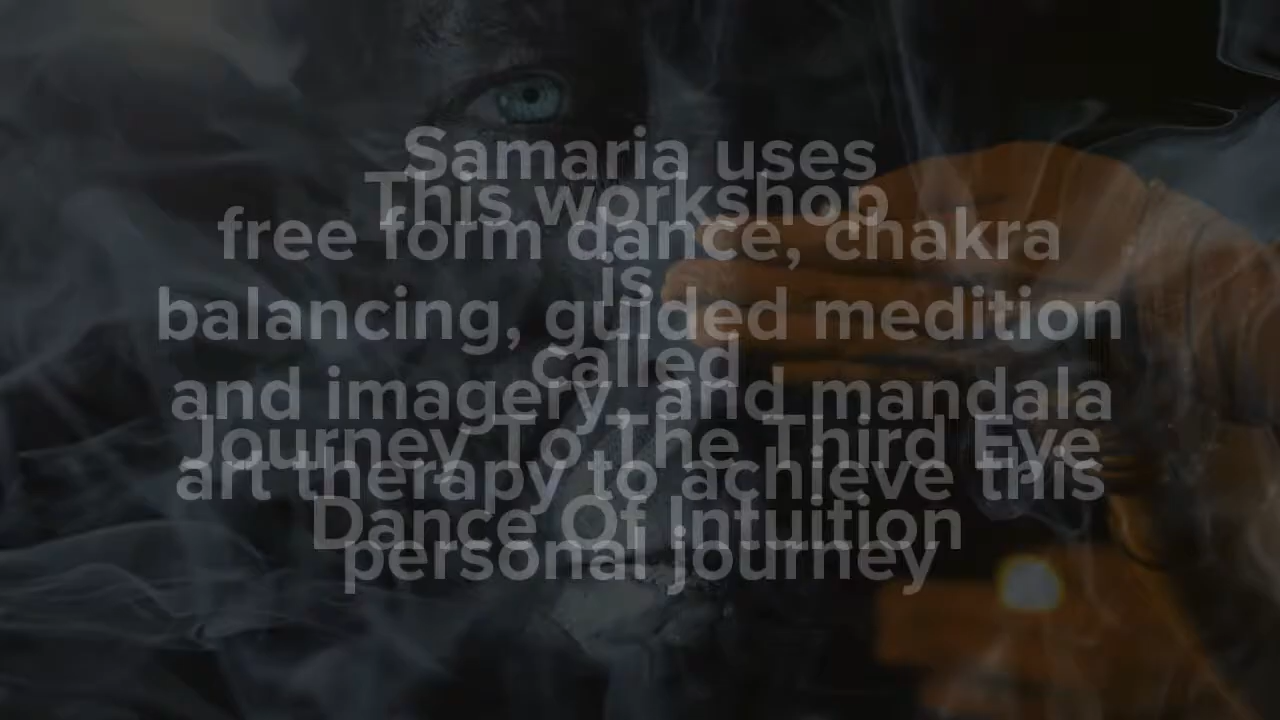 Samaria uses
free form dance, chakra
balancing, guided medition
and imagery, and mandala
art therapy to achieve this
personal journey
This workshop
is
called
Journey To The Third Eye
Dance Of Intuition